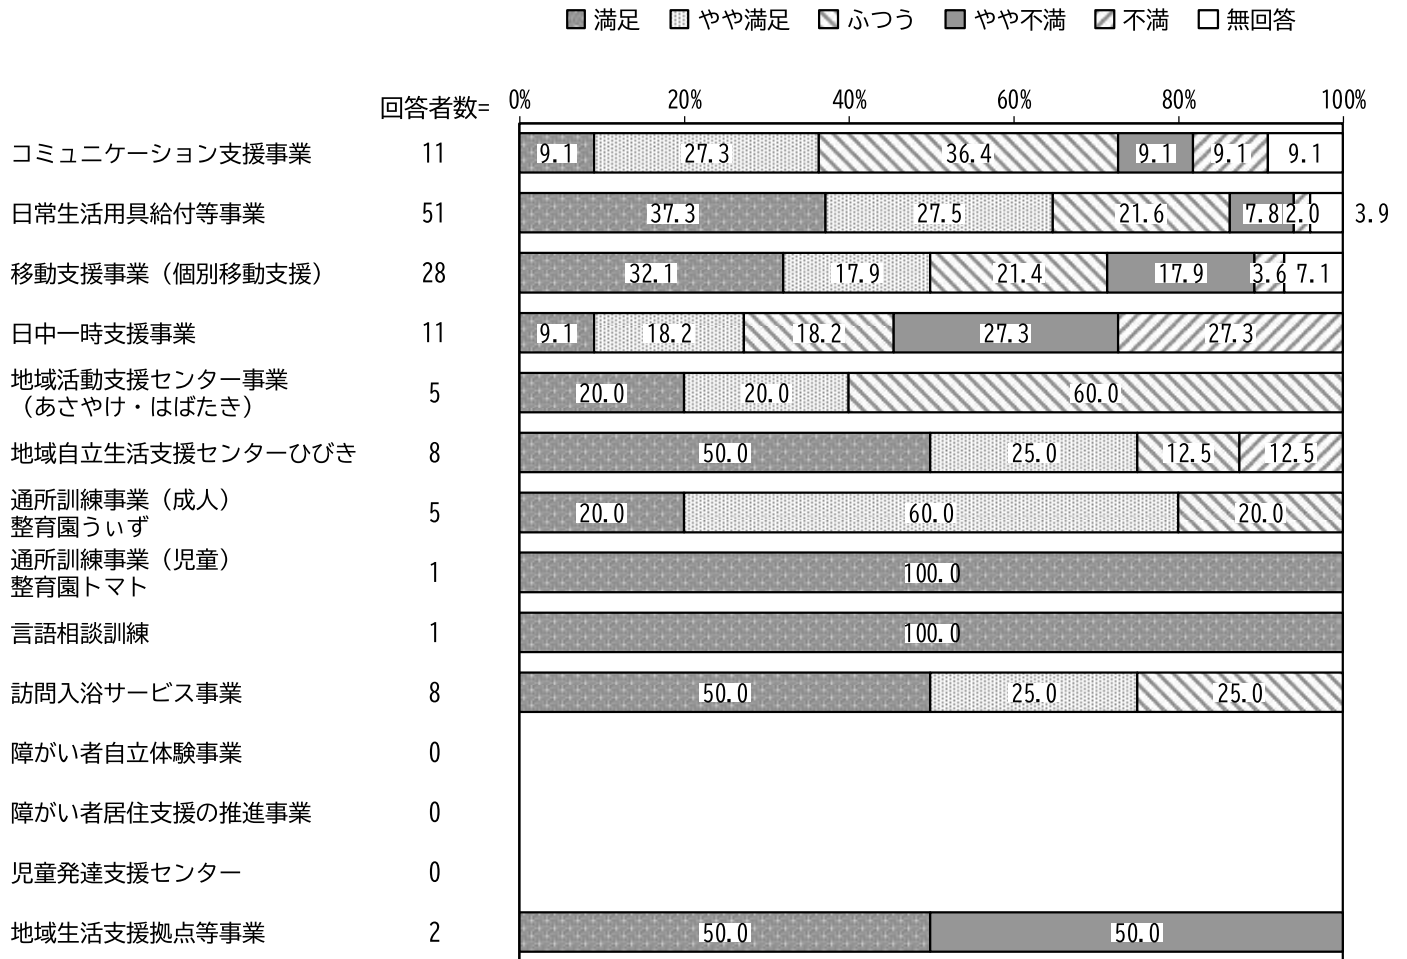 満足 やや満足 ふつう やや不満 不満 無回答
回答者数= 0% 20% 40% 60% 80% 100%
コミュニケーション支援事業 11 9.1 27.3 36.4 9.1 9.1 9.1
日常生活用具給付等事業 51 37.3 27.5 21.6 7.8 2.0 3.9
移動支援事業（個別移動支援） 28 32.1 17.9 21.4 17.9 3.6 7.1
日中一時支援事業 11 9.1 18.2 18.2 27.3 27.3
地域活動支援センター事業
（あさやけ・はばたき） 5 20.0 20.0 60.0
地域自立生活支援センターひびき 8 50.0 25.0 12.5 12.5
通所訓練事業（成人）
整育園うぃず 5 20.0 60.0 20.0
通所訓練事業（児童）
整育園トマト 1 100.0
言語相談訓練 1 100.0
訪問入浴サービス事業 8 50.0 25.0 25.0
障がい者自立体験事業 0
障がい者居住支援の推進事業 0
児童発達支援センター 0
地域生活支援拠点等事業 2 50.0 50.0